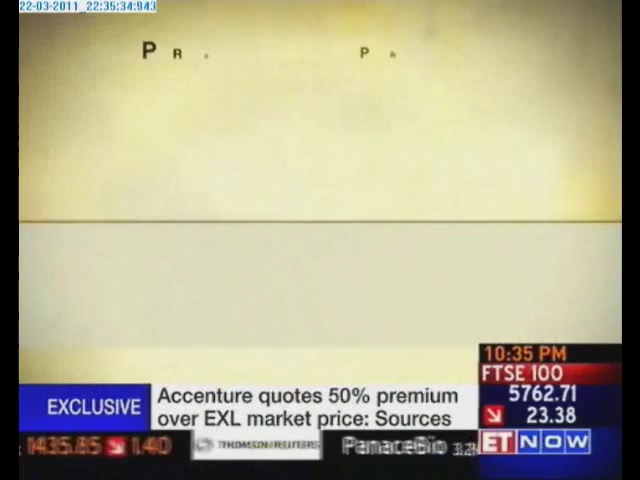 22-03-2011_22:35:34:943
P R P
10:35 PM
FTSE 100
5762.71
23.38
EXCLUSIVE
Accenture quotes 50% premium
over EXL market price: Sources
1435.85 1.40 THOMSON REUTERS PanaceBio
ET NOW